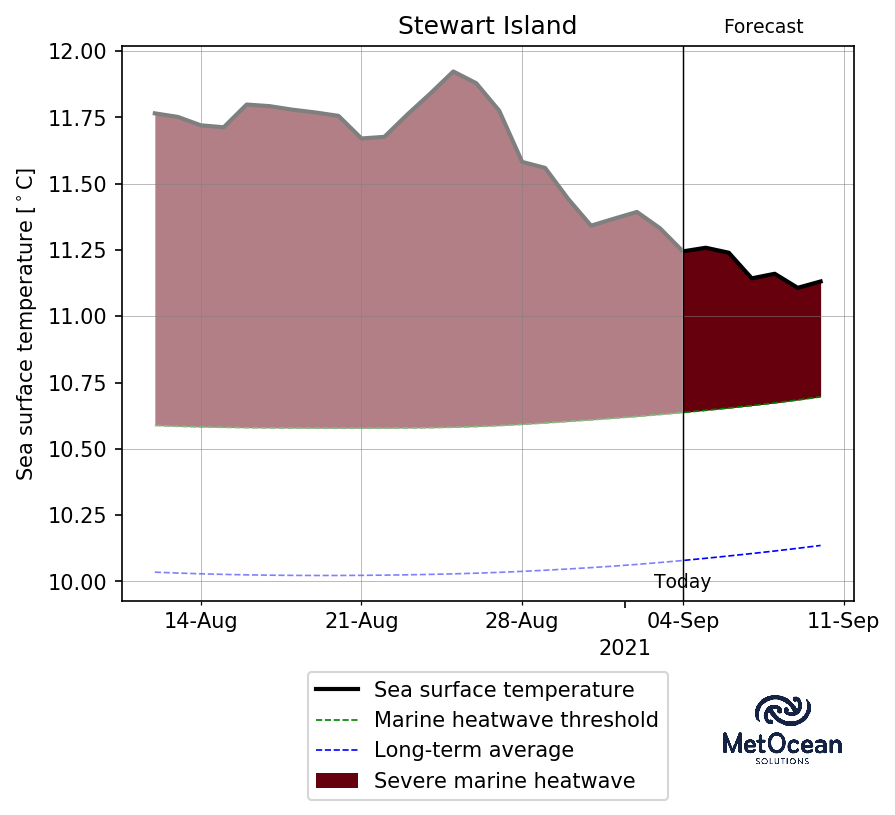 Stewart Island
Forecast
Sea surface temperature [°C]
12.00
11.75
11.50
11.25
11.00
10.75
10.50
10.25
10.00
Today
14-Aug 21-Aug 28-Aug 04-Sep 11-Sep
2021
Sea surface temperature
Marine heatwave threshold
Long-term average
Severe marine heatwave
MetOcean
SOLUTIONS